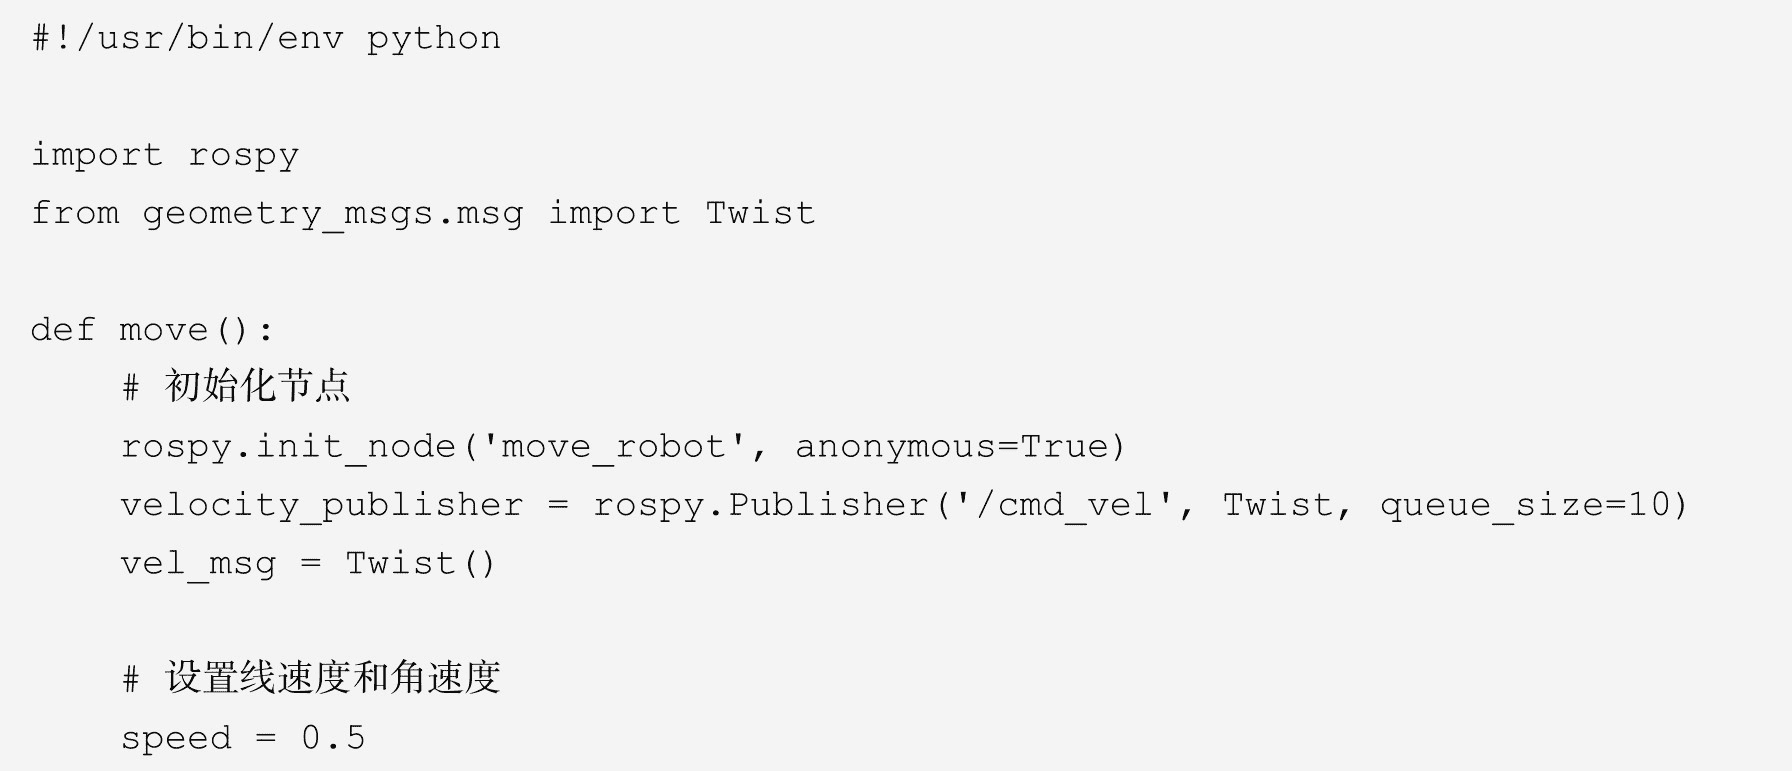 #!/usr/bin/env python
import rospy
from geometry_msgs.msg import Twist
def move():
# 初始化节点
rospy.init_node('move_robot', anonymous=True)
velocity_publisher = rospy.Publisher('/cmd_vel', Twist, queue_size=10)
vel_msg = Twist()
# 设置线速度和角速度
speed = 0.5